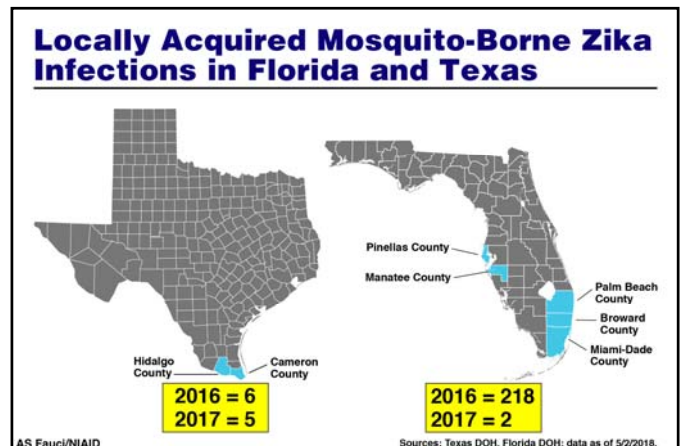 Locally Acquired Mosquito-Borne Zika
Infections in Florida and Texas
Hidalgo
County
Cameron
County
2016 = 6
2017 = 5
Pinellas County
Manatee County
Palm Beach
County
Broward
County
Miami-Dade
County
2016 = 218
2017 = 2
AS Fauci/NIAID
Sources: Texas DOH, Florida DOH; data as of 5/2/2018.